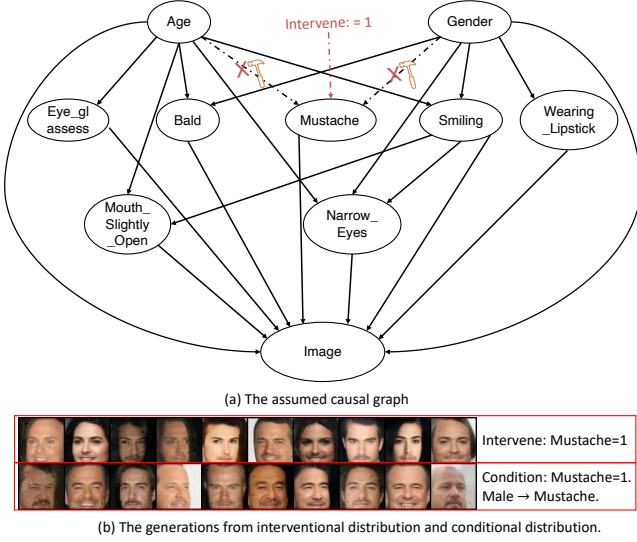 Age
Intervene: = 1
Gender
Eye_gl
assess
Bald
Mustache
Smiling
Wearing
_Lipstick
Mouth_
Slightly
_Open
Narrow_
Eyes
Image
(a) The assumed causal graph
Intervene: Mustache=1
Condition: Mustache=1.
Male → Mustache.
(b) The generations from interventional distribution and conditional distribution.